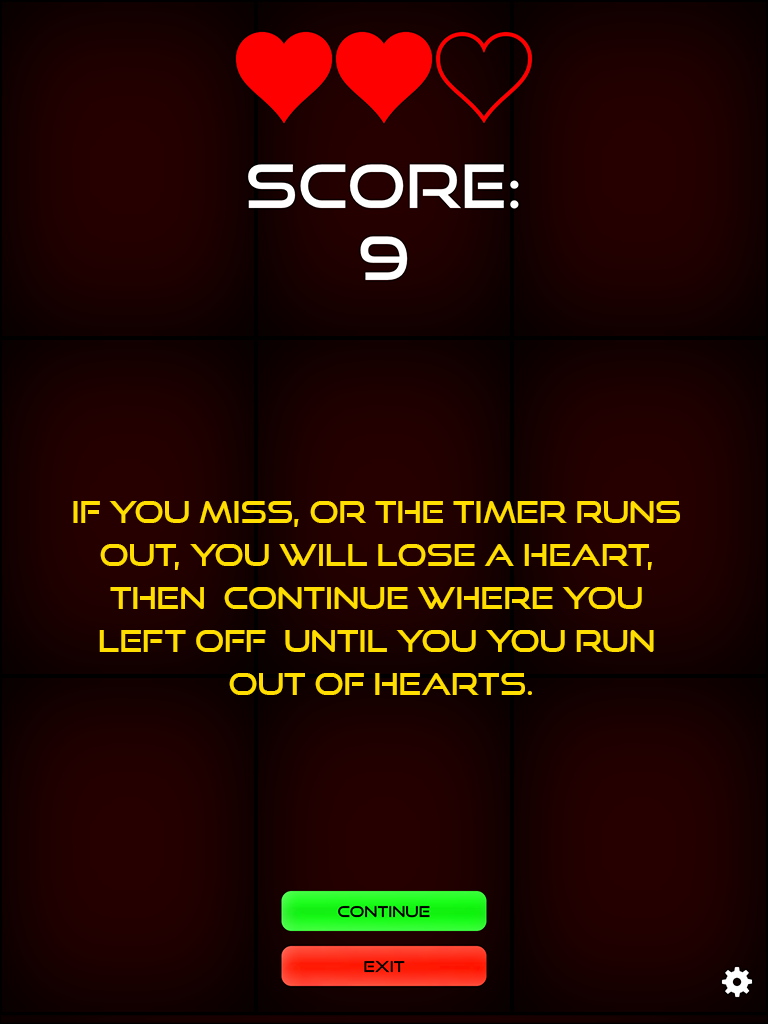 SCORE:
9
IF YOU MISS, OR THE TIMER RUNS
OUT, YOU WILL LOSE A HEART,
THEN  CONTINUE WHERE YOU
LEFT OFF  UNTIL YOU YOU RUN
OUT OF HEARTS.
CONTINUE
EXIT